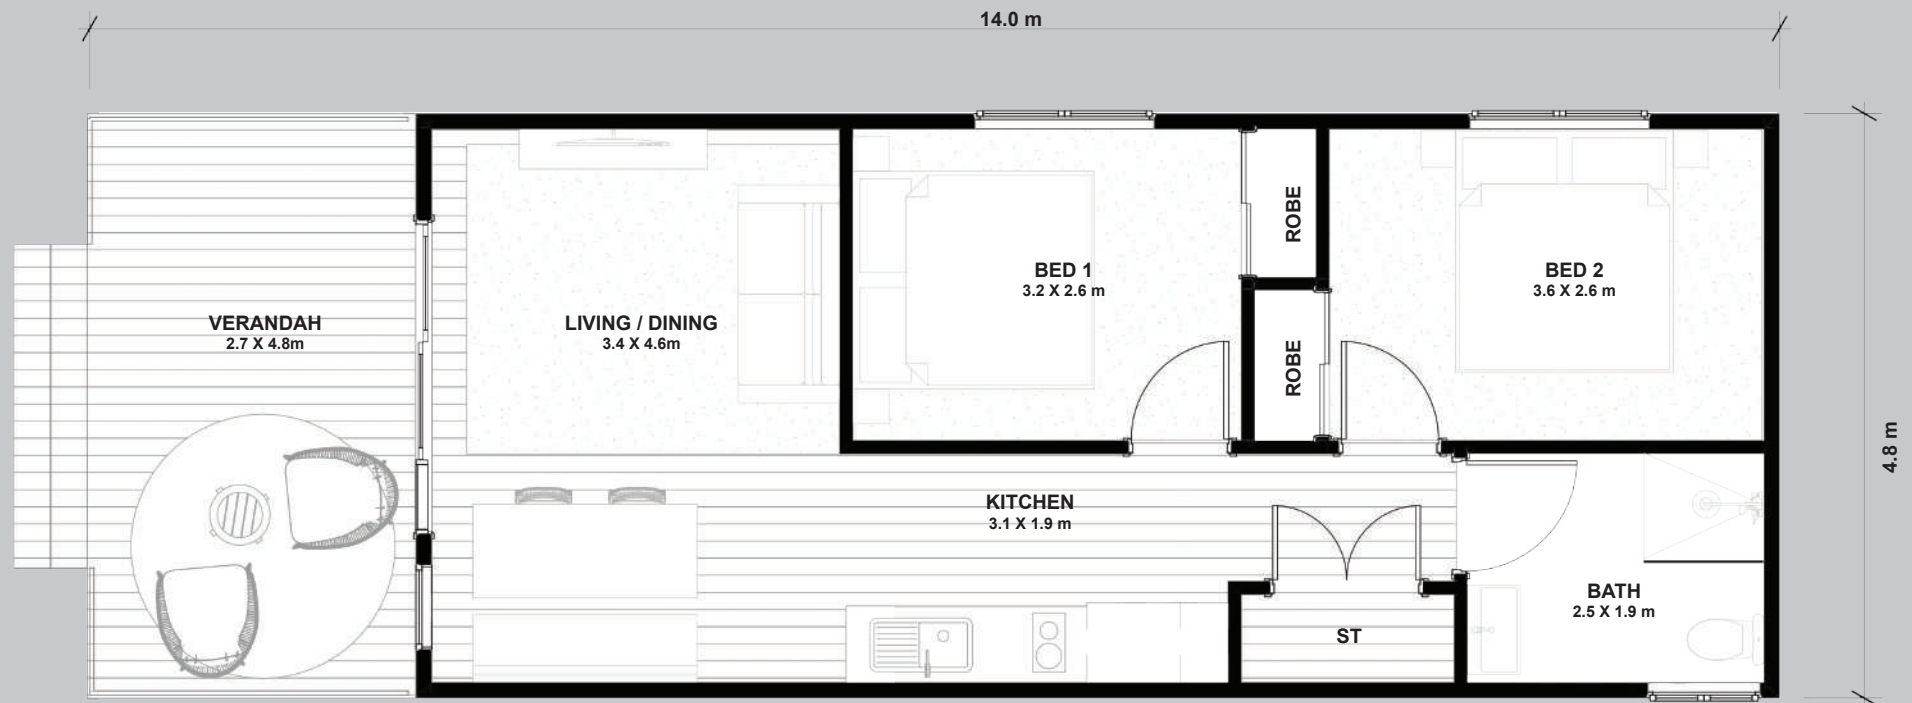 14.0 m
4.8 m
VERANDAH
2.7 X 4.8m
LIVING / DINING
3.4 X 4.6m
BED 1
3.2 X 2.6 m
ROBE
ROBE
BED 2
3.6 X 2.6 m
KITCHEN
3.1 X 1.9 m
ST
BATH
2.5 X 1.9 m